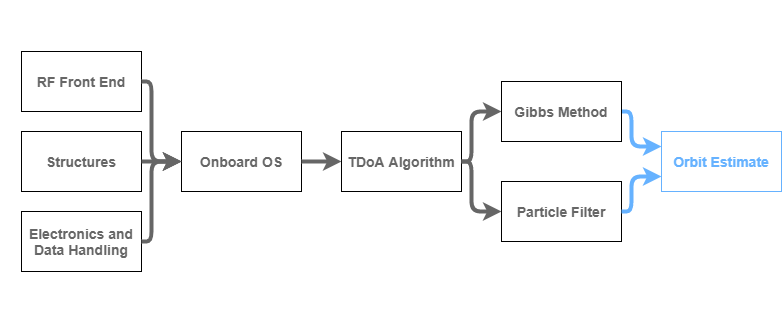 RF Front End
Structures
Electronics and
Data Handling
Onboard OS
TDoA Algorithm
Gibbs Method
Particle Filter
Orbit Estimate